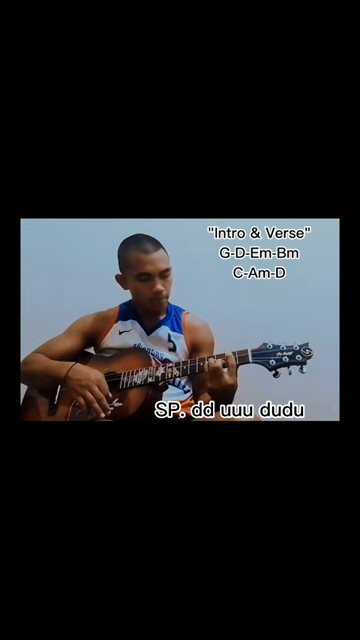 "Intro & Verse"
G-D-Em-Bm
C-Am-D
SP. dd uuu dudu